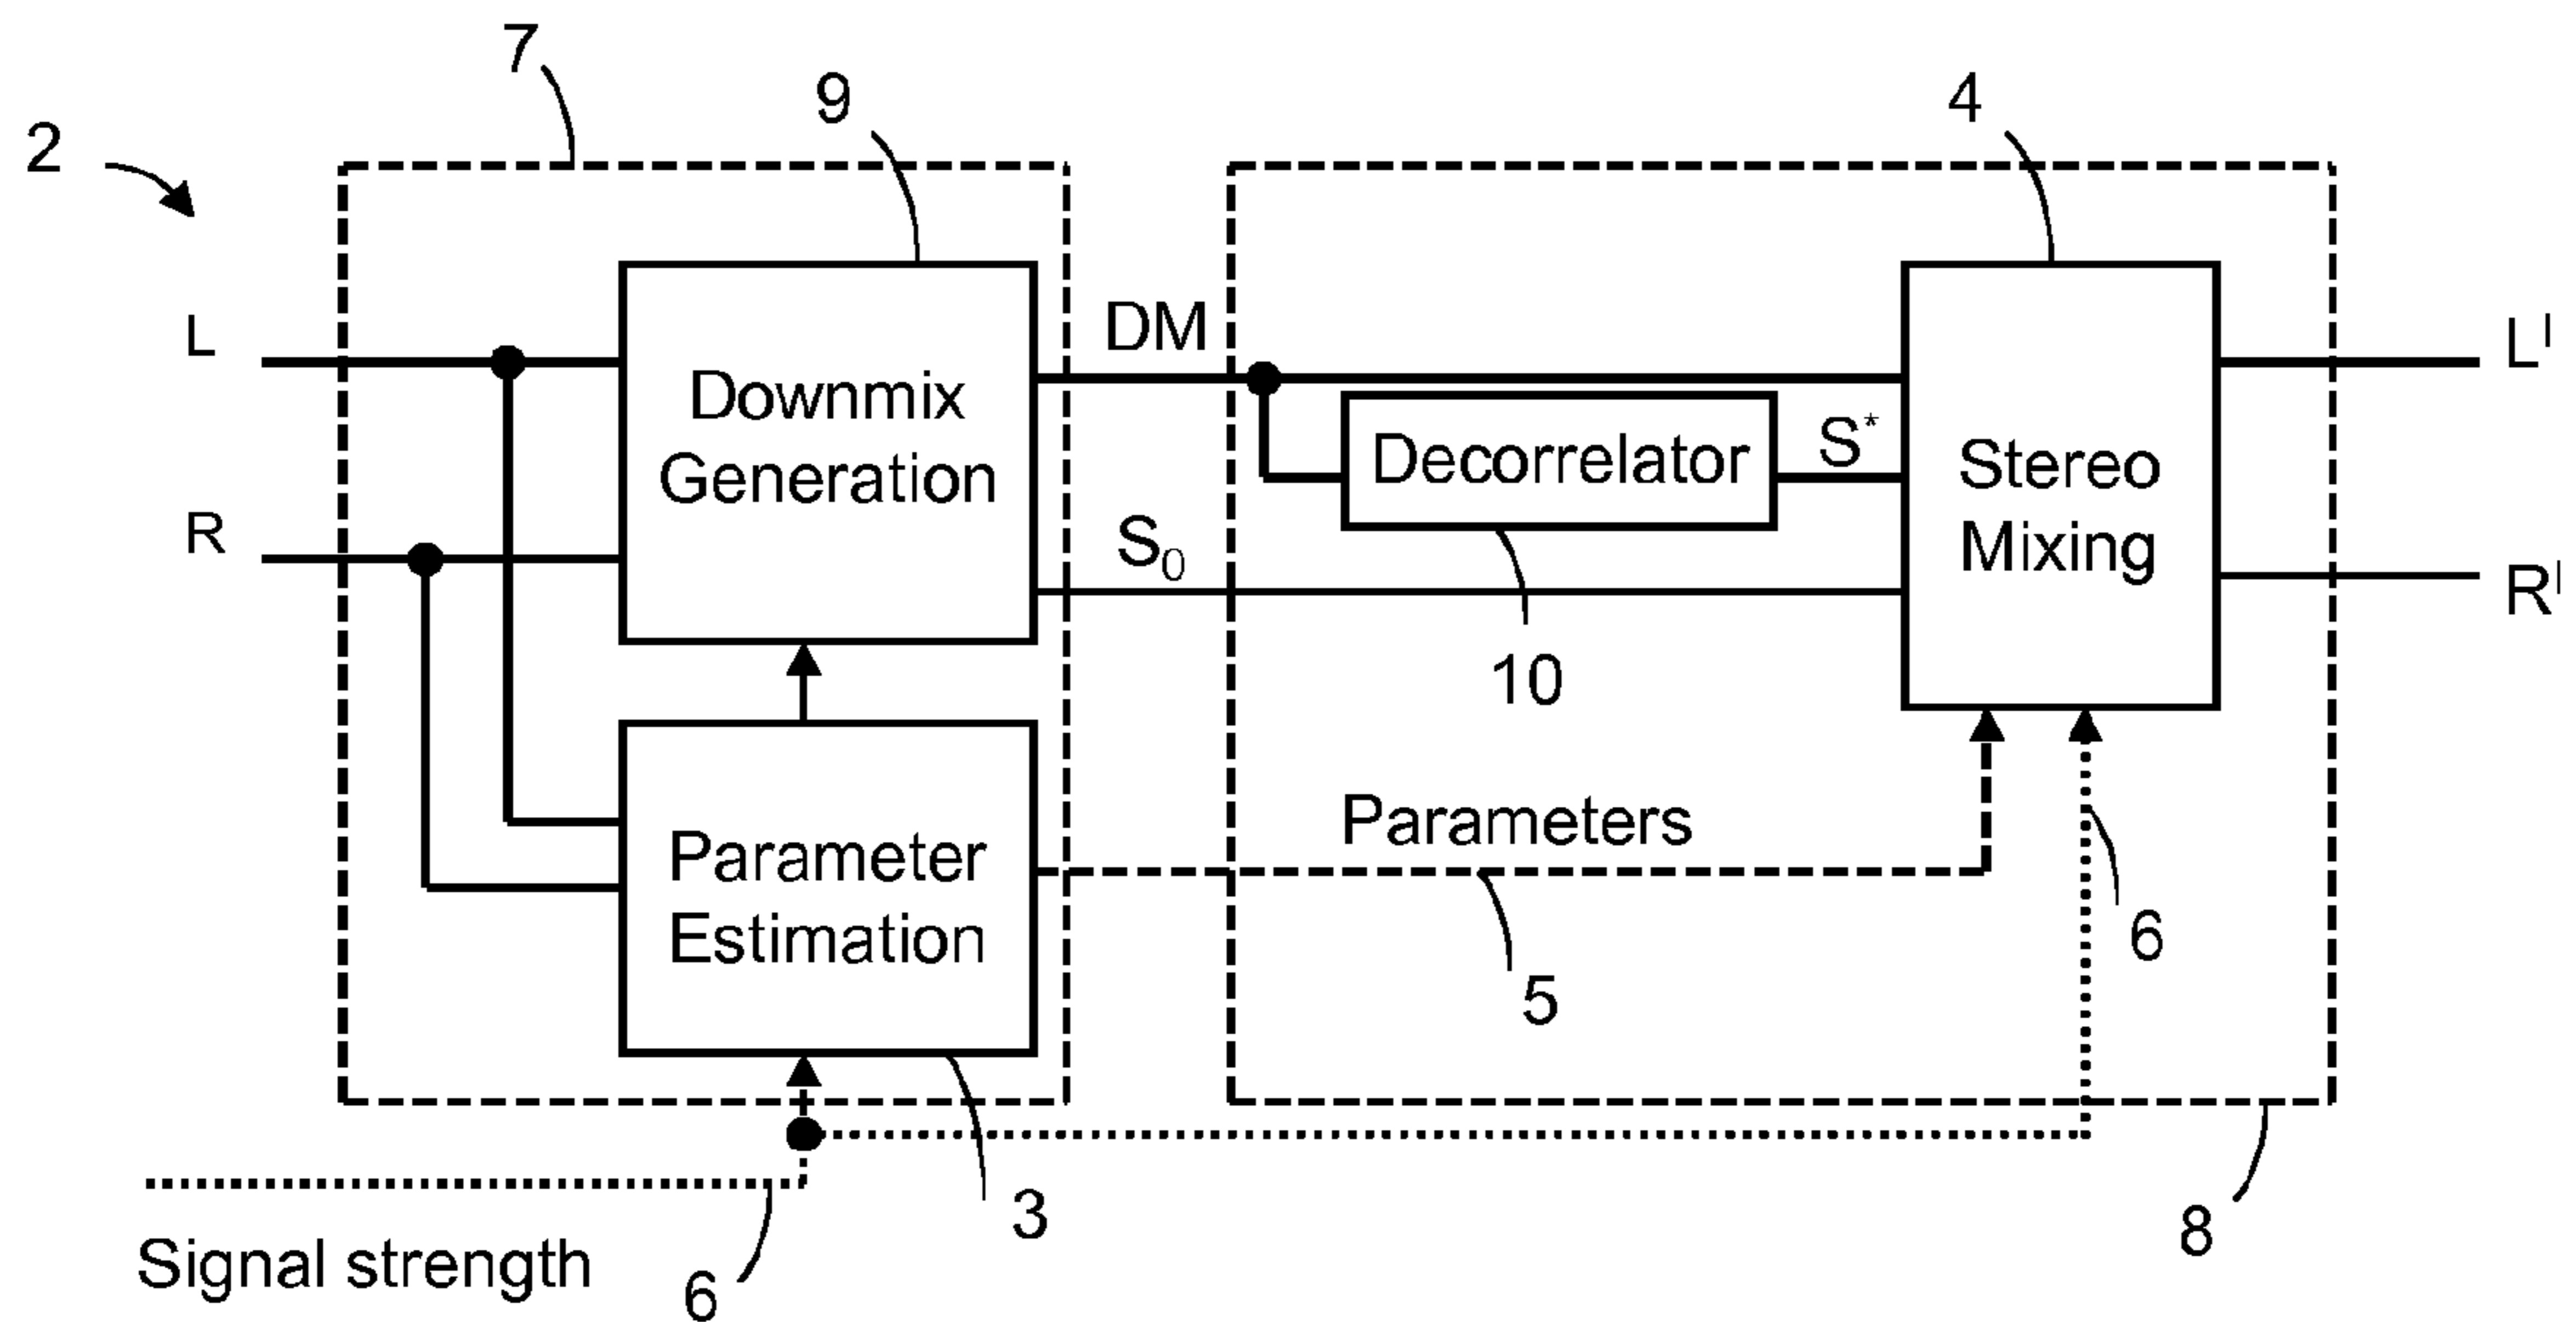 7
9
4
2
L
DM
L'
Downmix
Generation
Decorrelator
S*
Stereo
Mixing
R
S₀
R'
10
Parameters
Parameter
Estimation
6
5
3
8
Signal strength
6